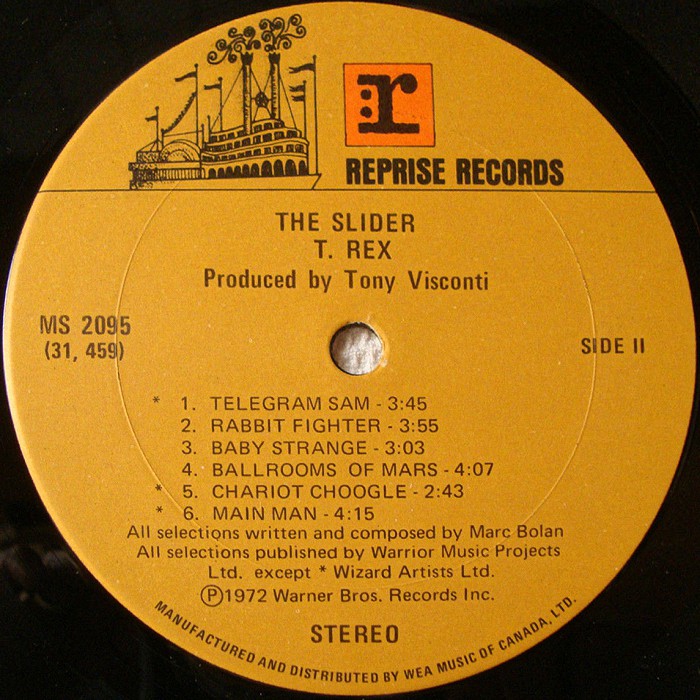 r
REPRISE RECORDS
THE SLIDER
T. REX
Produced by Tony Visconti
MS 2095
(31, 459)
SIDE II
* 1. TELEGRAM SAM - 3:45
2. RABBIT FIGHTER - 3:55
3. BABY STRANGE - 3:03
4. BALLROOMS OF MARS - 4:07
* 5. CHARIOT CHOOGLE - 2:43
* 6. MAIN MAN - 4:15
All selections written and composed by Marc Bolan
All selections published by Warrior Music Projects
Ltd. except * Wizard Artists Ltd.
Ⓟ1972 Warner Bros. Records Inc.
STEREO
MANUFACTURED AND DISTRIBUTED BY WEA MUSIC OF CANADA, LTD.